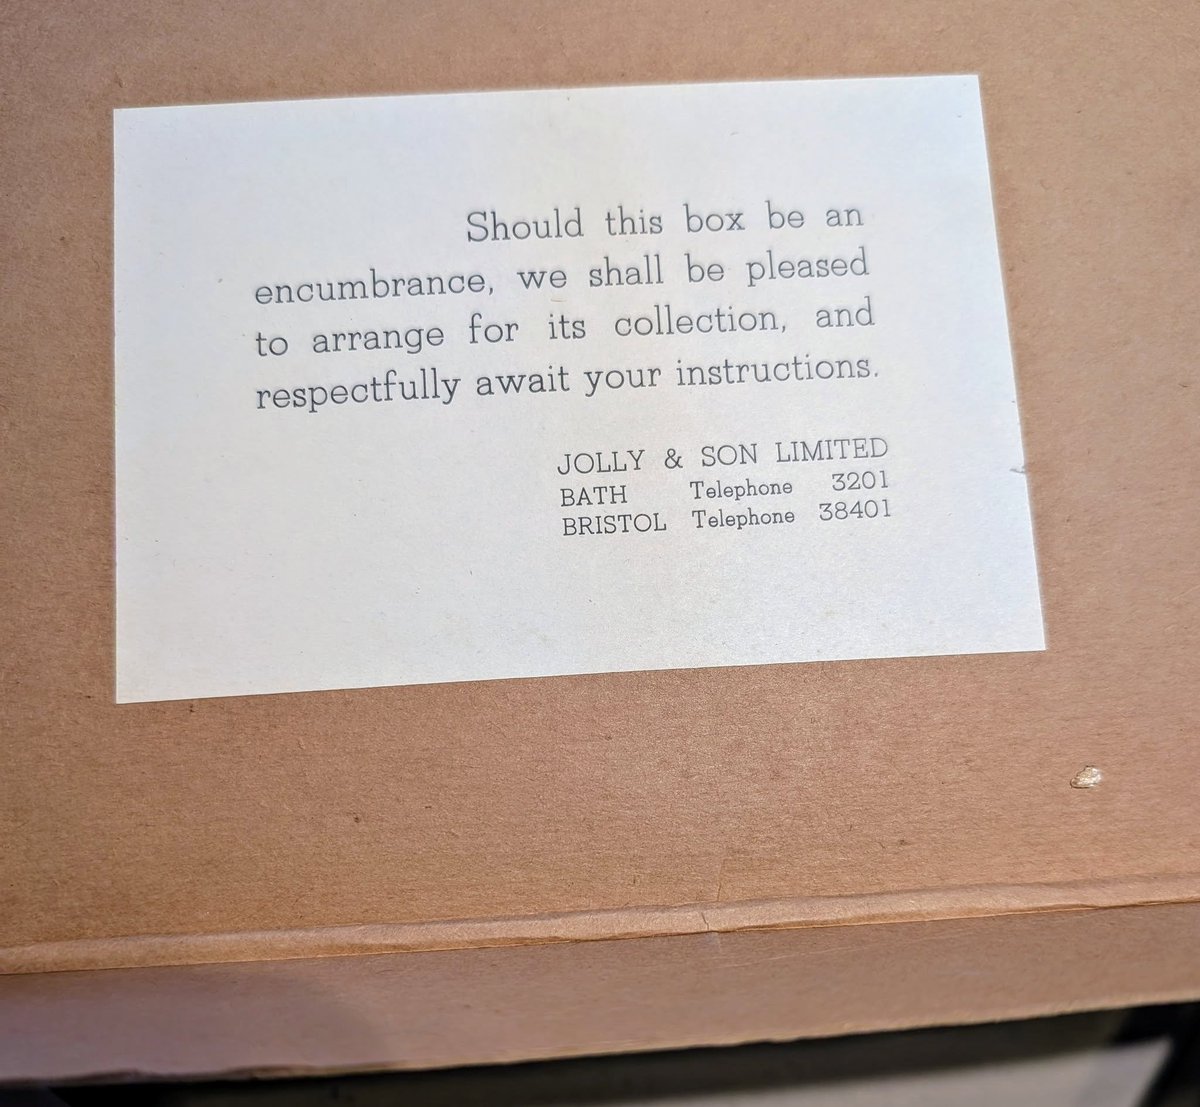 Should this box be an
encumbrance, we shall be pleased
to arrange for its collection, and
respectfully await your instructions.
JOLLY & SON LIMITED
BATH Telephone 3201
BRISTOL Telephone 38401